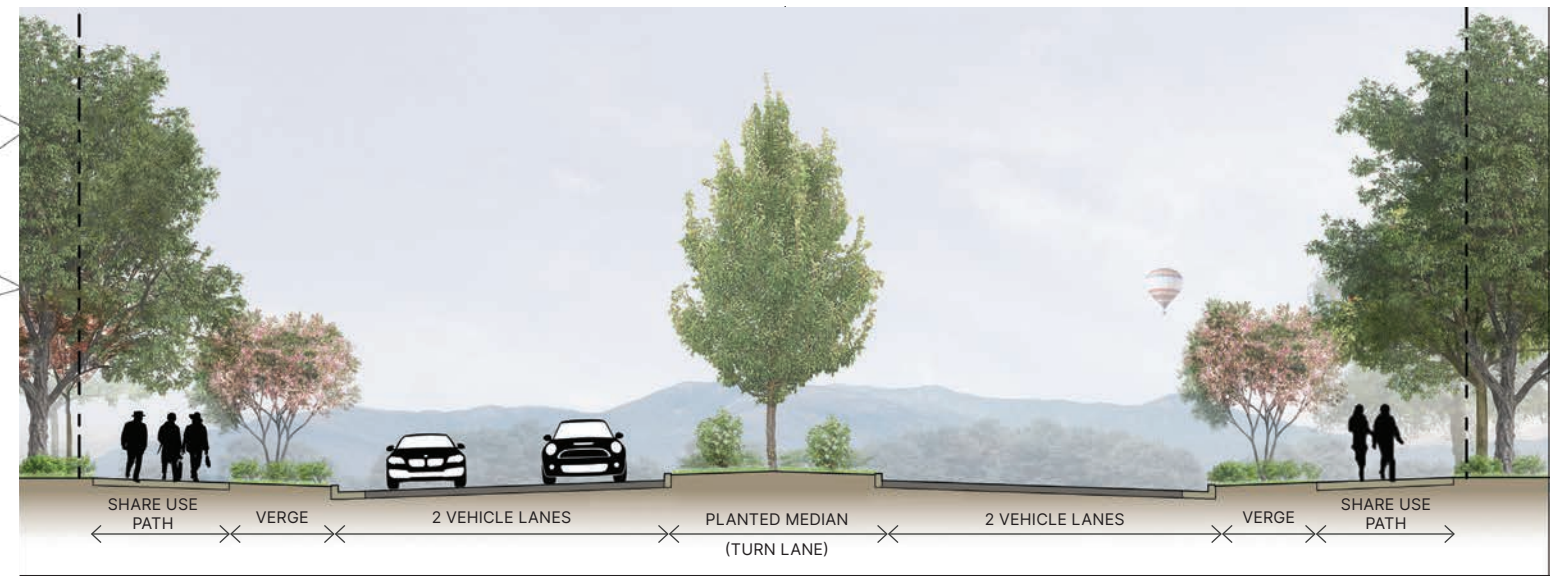 SHARE USE
PATH
VERGE
2 VEHICLE LANES
PLANTED MEDIAN
(TURN LANE)
2 VEHICLE LANES
VERGE
SHARE USE
PATH